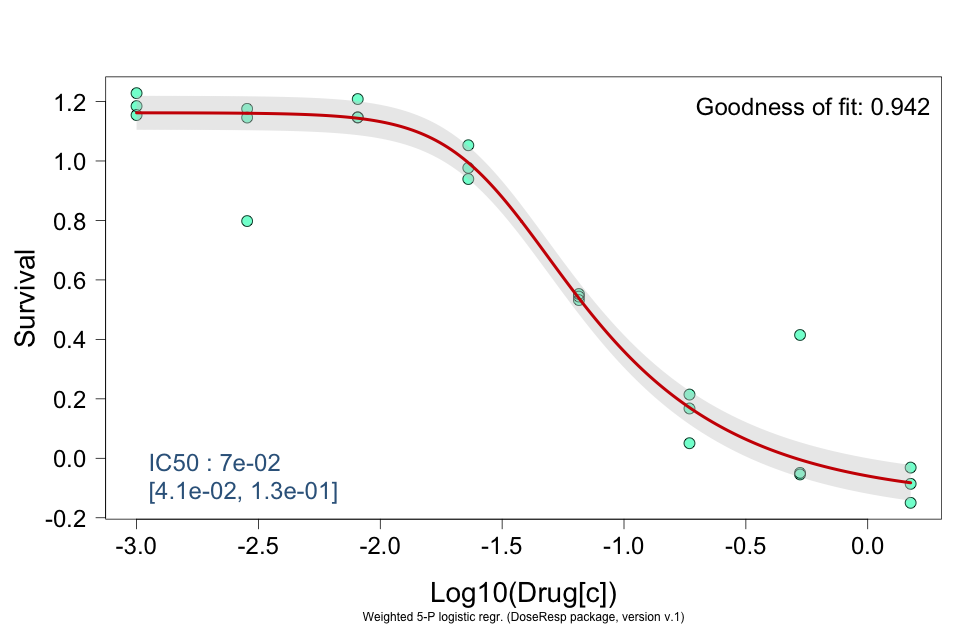 Goodness of fit: 0.942
1.2
1.0
0.8
0.6
0.4
0.2
0.0
-0.2
Survival
IC50 : 7e-02
[4.1e-02, 1.3e-01]
-3.0 -2.5 -2.0 -1.5 -1.0 -0.5 0.0
Log10(Drug[c])
Weighted 5-P logistic regr. (DoseResp package, version v.1)